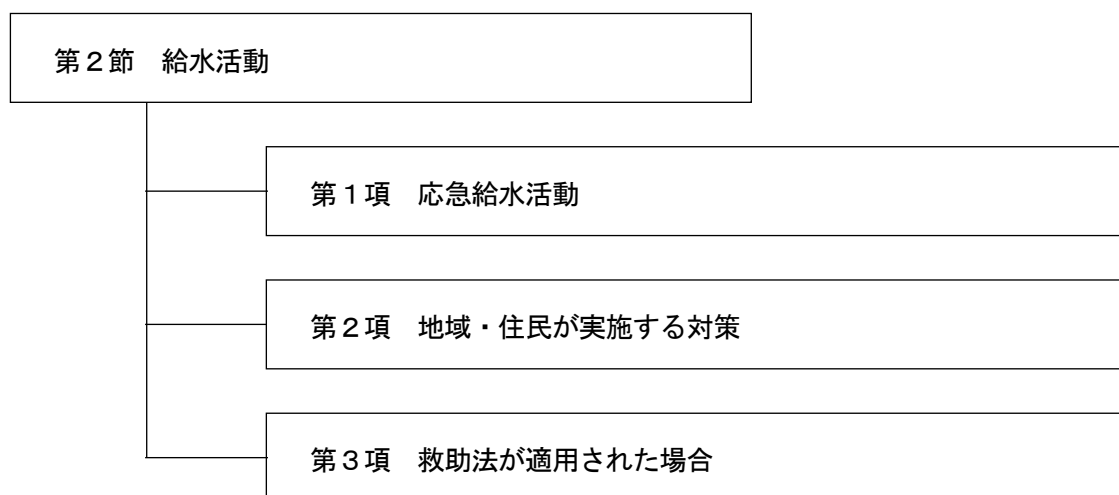 第２節　給水活動
第１項　応急給水活動
第２項　地域・住民が実施する対策
第３項　救助法が適用された場合